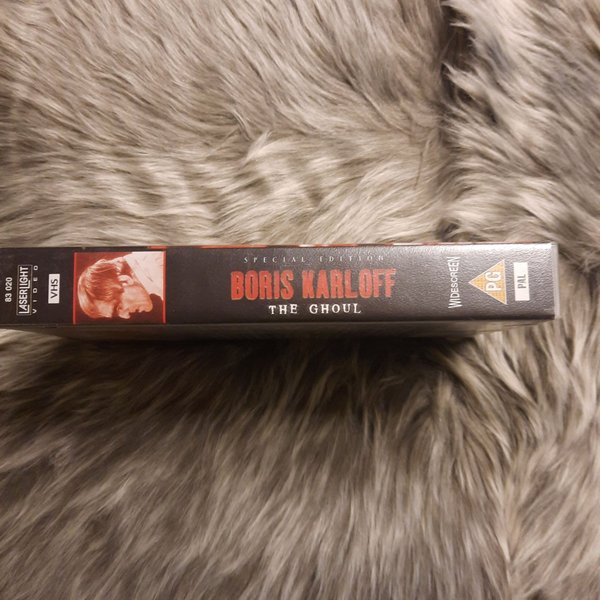 83 020
LASERLIGHT
VIDEO
VHS
SPECIAL EDITION
BORIS KARLOFF
THE GHOUL
WIDESCREEN
PG
PAL